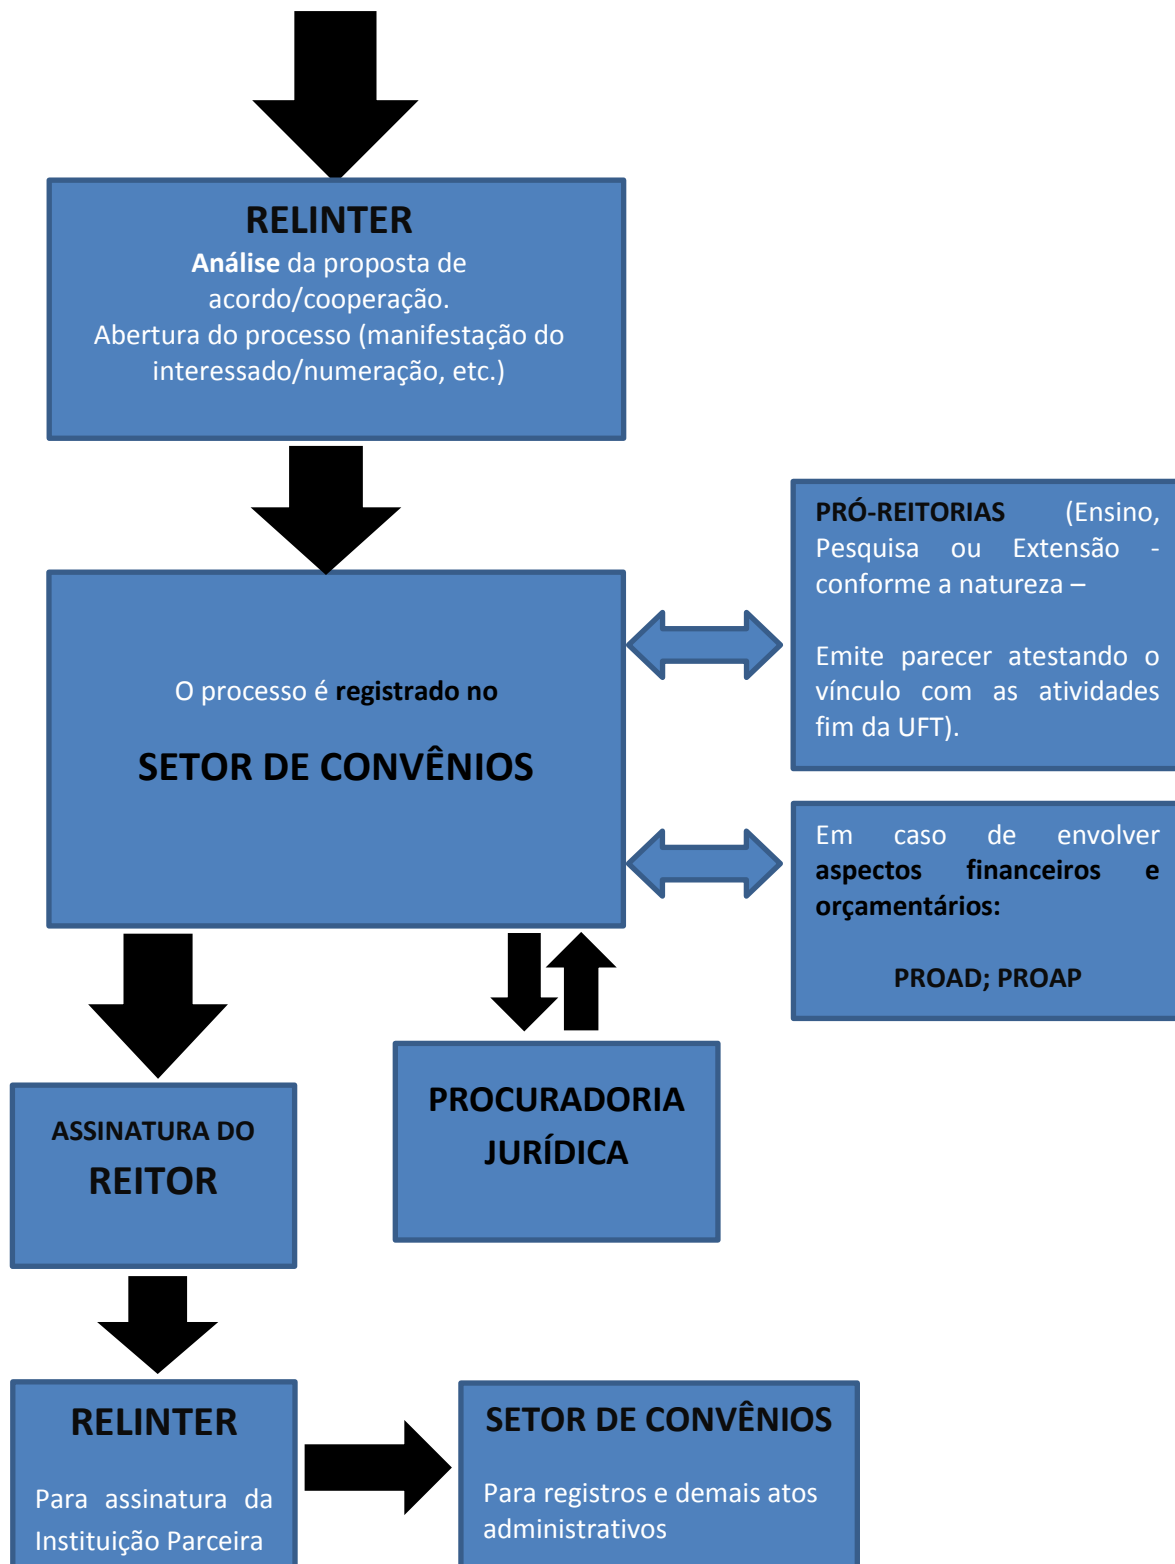 RELINTER
Análise da proposta de
acordo/cooperação.
Abertura do processo (manifestação do
interessado/numeração, etc.)
PRÓ-REITORIAS (Ensino,
Pesquisa ou Extensão -
conforme a natureza –
Emite parecer atestando o
vínculo com as atividades
fim da UFT).
O processo é registrado no
SETOR DE CONVÊNIOS
Em caso de envolver
aspectos financeiros e
orçamentários:
PROAD; PROAP
PROCURADORIA
JURÍDICA
ASSINATURA DO
REITOR
RELINTER
Para assinatura da
Instituição Parceira
SETOR DE CONVÊNIOS
Para registros e demais atos
administrativos